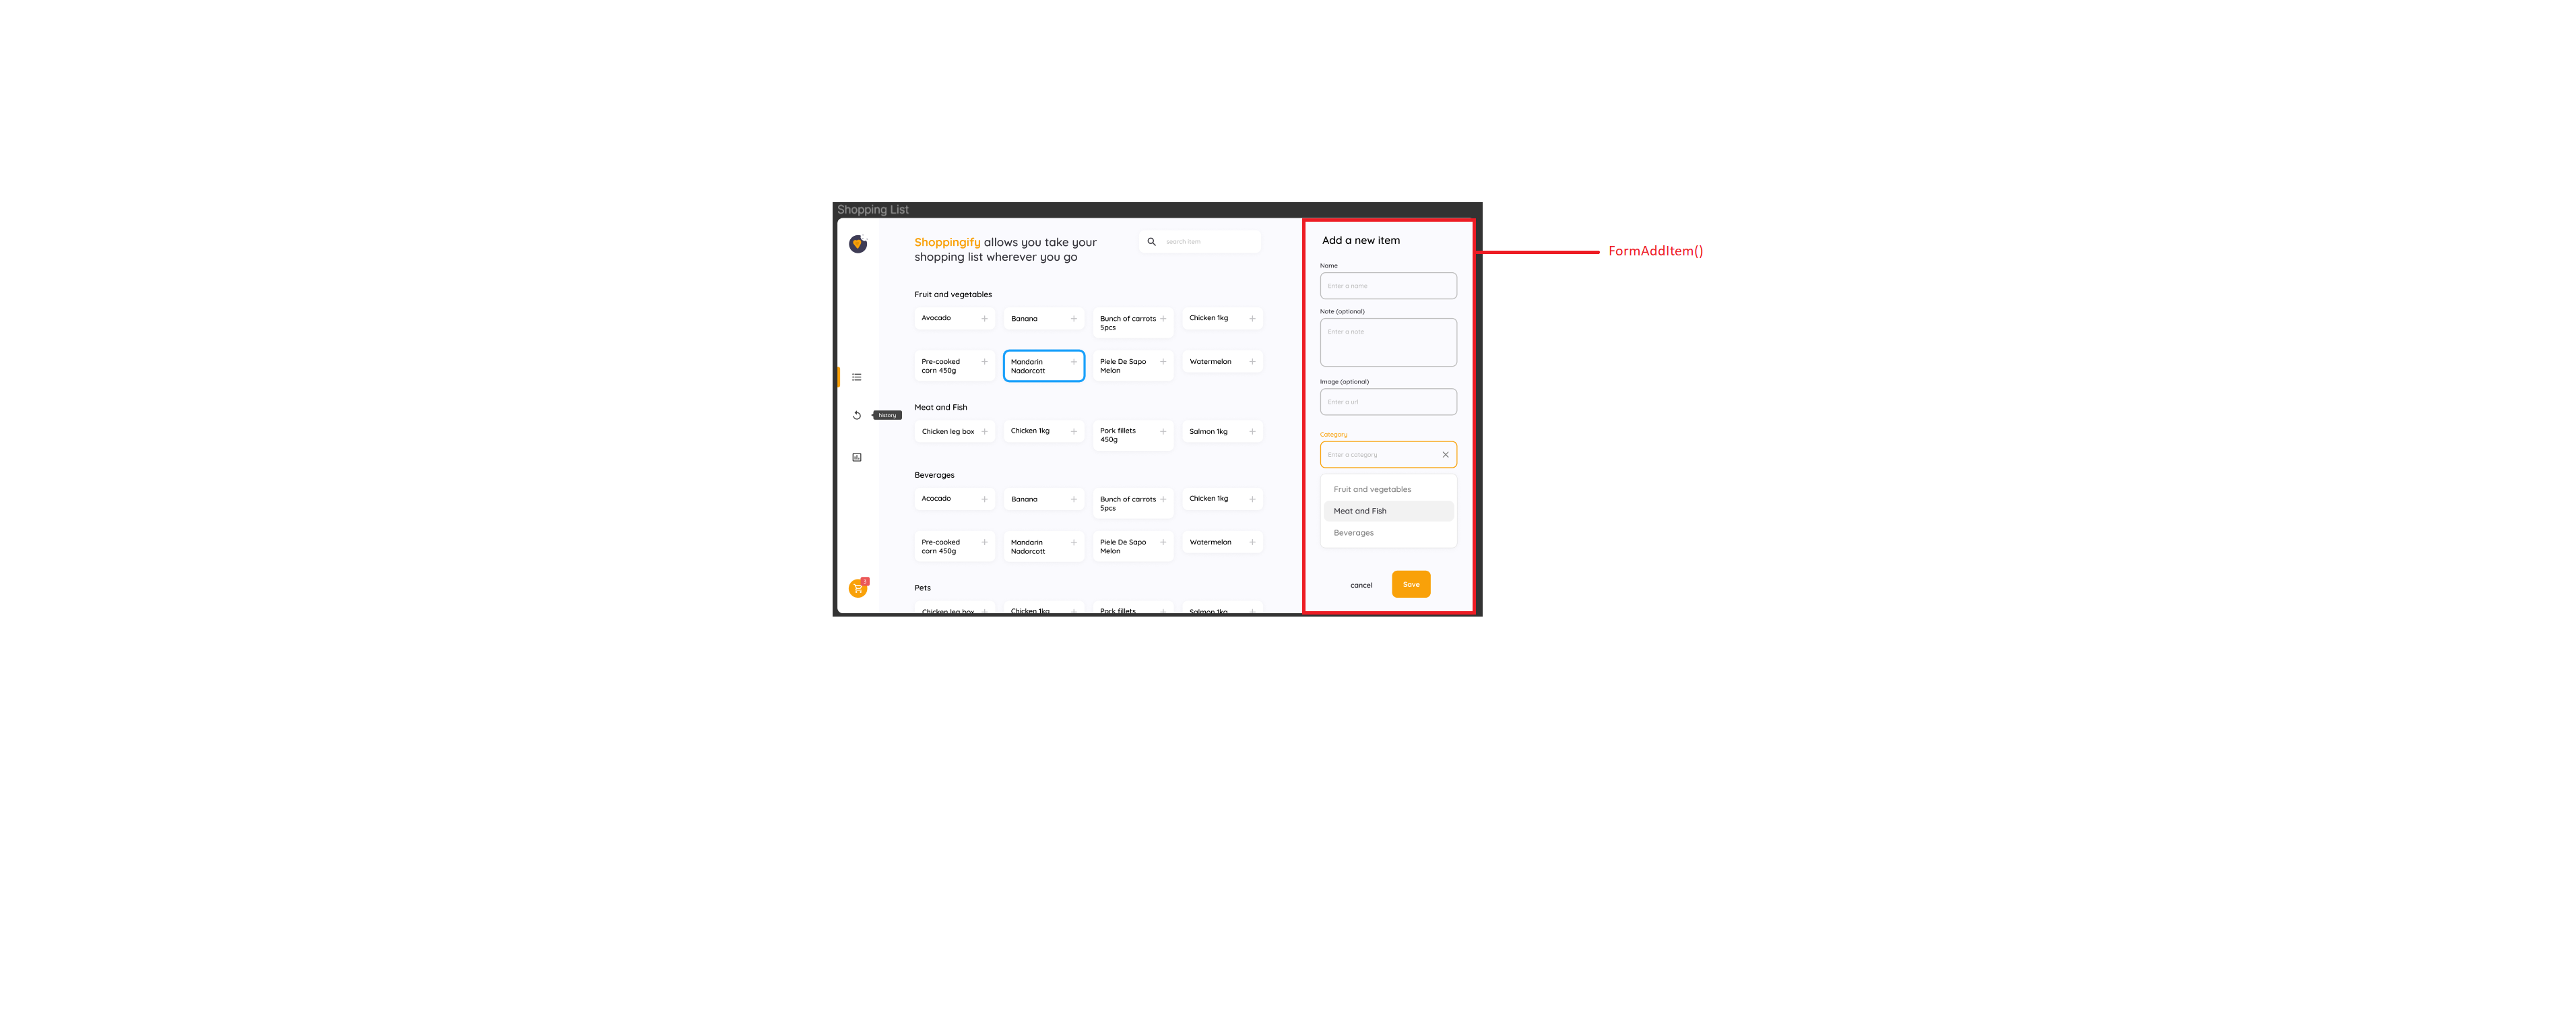 Shopping List
Shoppingify allows you take your
shopping list wherever you go
search item
Fruit and vegetables
Avocado
Banana
Bunch of carrots
5pcs
Chicken 1kg
Pre-cooked
corn 450g
Mandarin
Nadorcott
Piele De Sapo
Melon
Watermelon
history
Meat and Fish
Chicken leg box
Chicken 1kg
Pork fillets
450g
Salmon 1kg
Beverages
Acocado
Banana
Bunch of carrots
5pcs
Chicken 1kg
Pre-cooked
corn 450g
Mandarin
Nadorcott
Piele De Sapo
Melon
Watermelon
3
Pets
Chicken leg box
Chicken 1kg
Pork fillets
Salmon 1kg
Add a new item
Name
Enter a name
Note (optional)
Enter a note
Image (optional)
Enter a url
Category
Enter a category
Fruit and vegetables
Meat and Fish
Beverages
cancel
Save
FormAddItem()